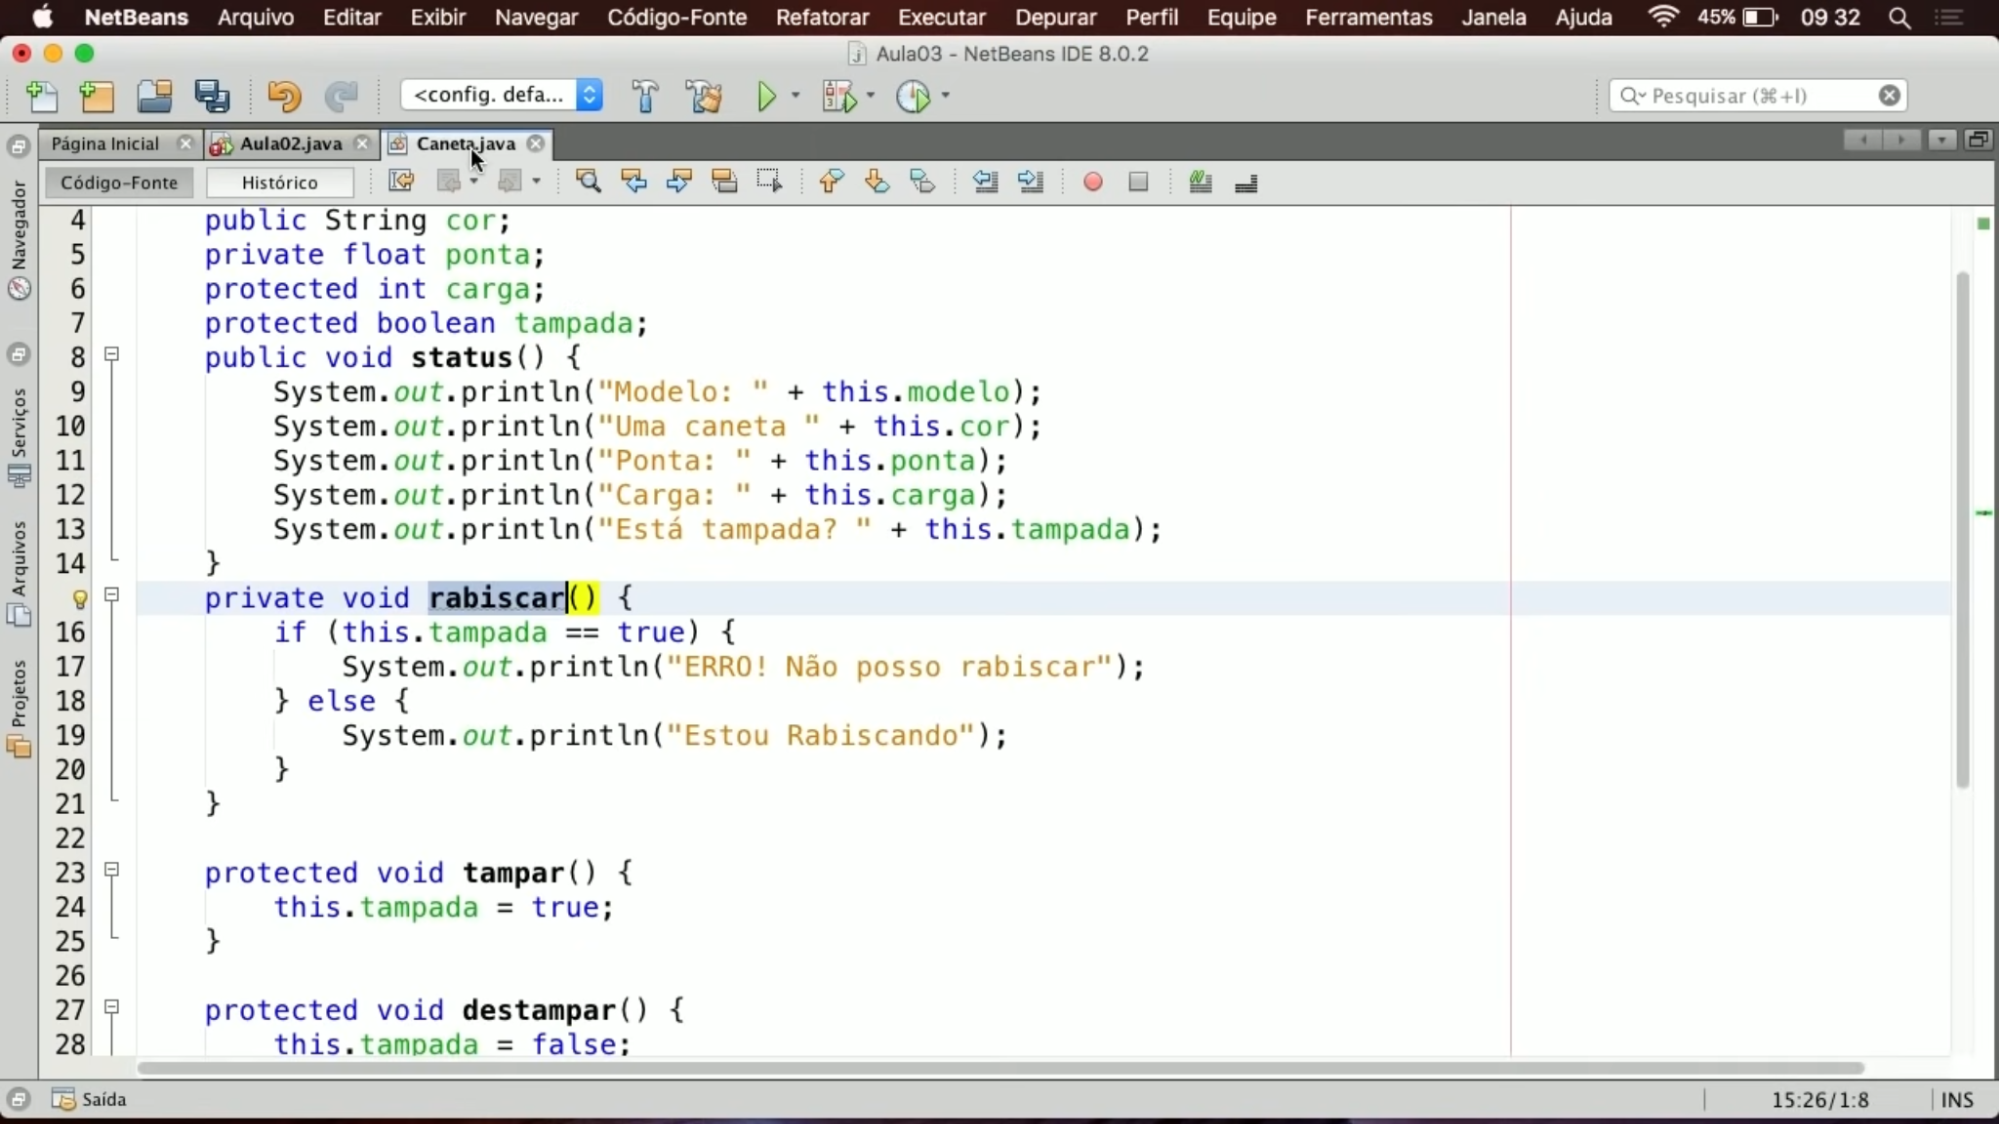 NetBeans Arquivo Editar Exibir Navegar Código-Fonte Refatorar Executar Depurar Perfil Equipe Ferramentas Janela Ajuda 45% 09 32
Aula03 - NetBeans IDE 8.0.2
<config. defa... Pesquisar (⌘+I)
Página Inicial Aula02.java Caneta.java
Código-Fonte Histórico
Navegador
Serviços
Arquivos
Projetos
4 public String cor;
5 private float ponta;
6 protected int carga;
7 protected boolean tampada;
8 public void status() {
9 System.out.println("Modelo: " + this.modelo);
10 System.out.println("Uma caneta " + this.cor);
11 System.out.println("Ponta: " + this.ponta);
12 System.out.println("Carga: " + this.carga);
13 System.out.println("Está tampada? " + this.tampada);
14 }
private void rabiscar() {
16 if (this.tampada == true) {
17 System.out.println("ERRO! Não posso rabiscar");
18 } else {
19 System.out.println("Estou Rabiscando");
20 }
21 }
22
23 protected void tampar() {
24 this.tampada = true;
25 }
26
27 protected void destampar() {
28 this.tampada = false;
Saída 15:26/1:8 INS